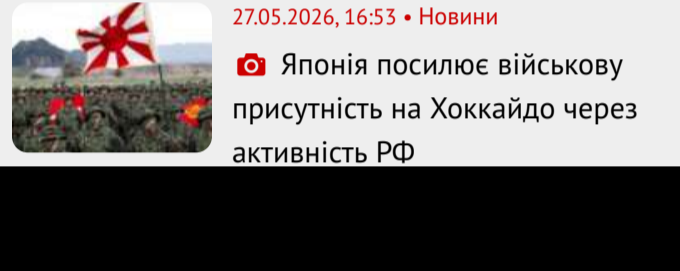 27.05.2026, 16:53 • Новини
Японія посилює військову
присутність на Хоккайдо через
активність РФ